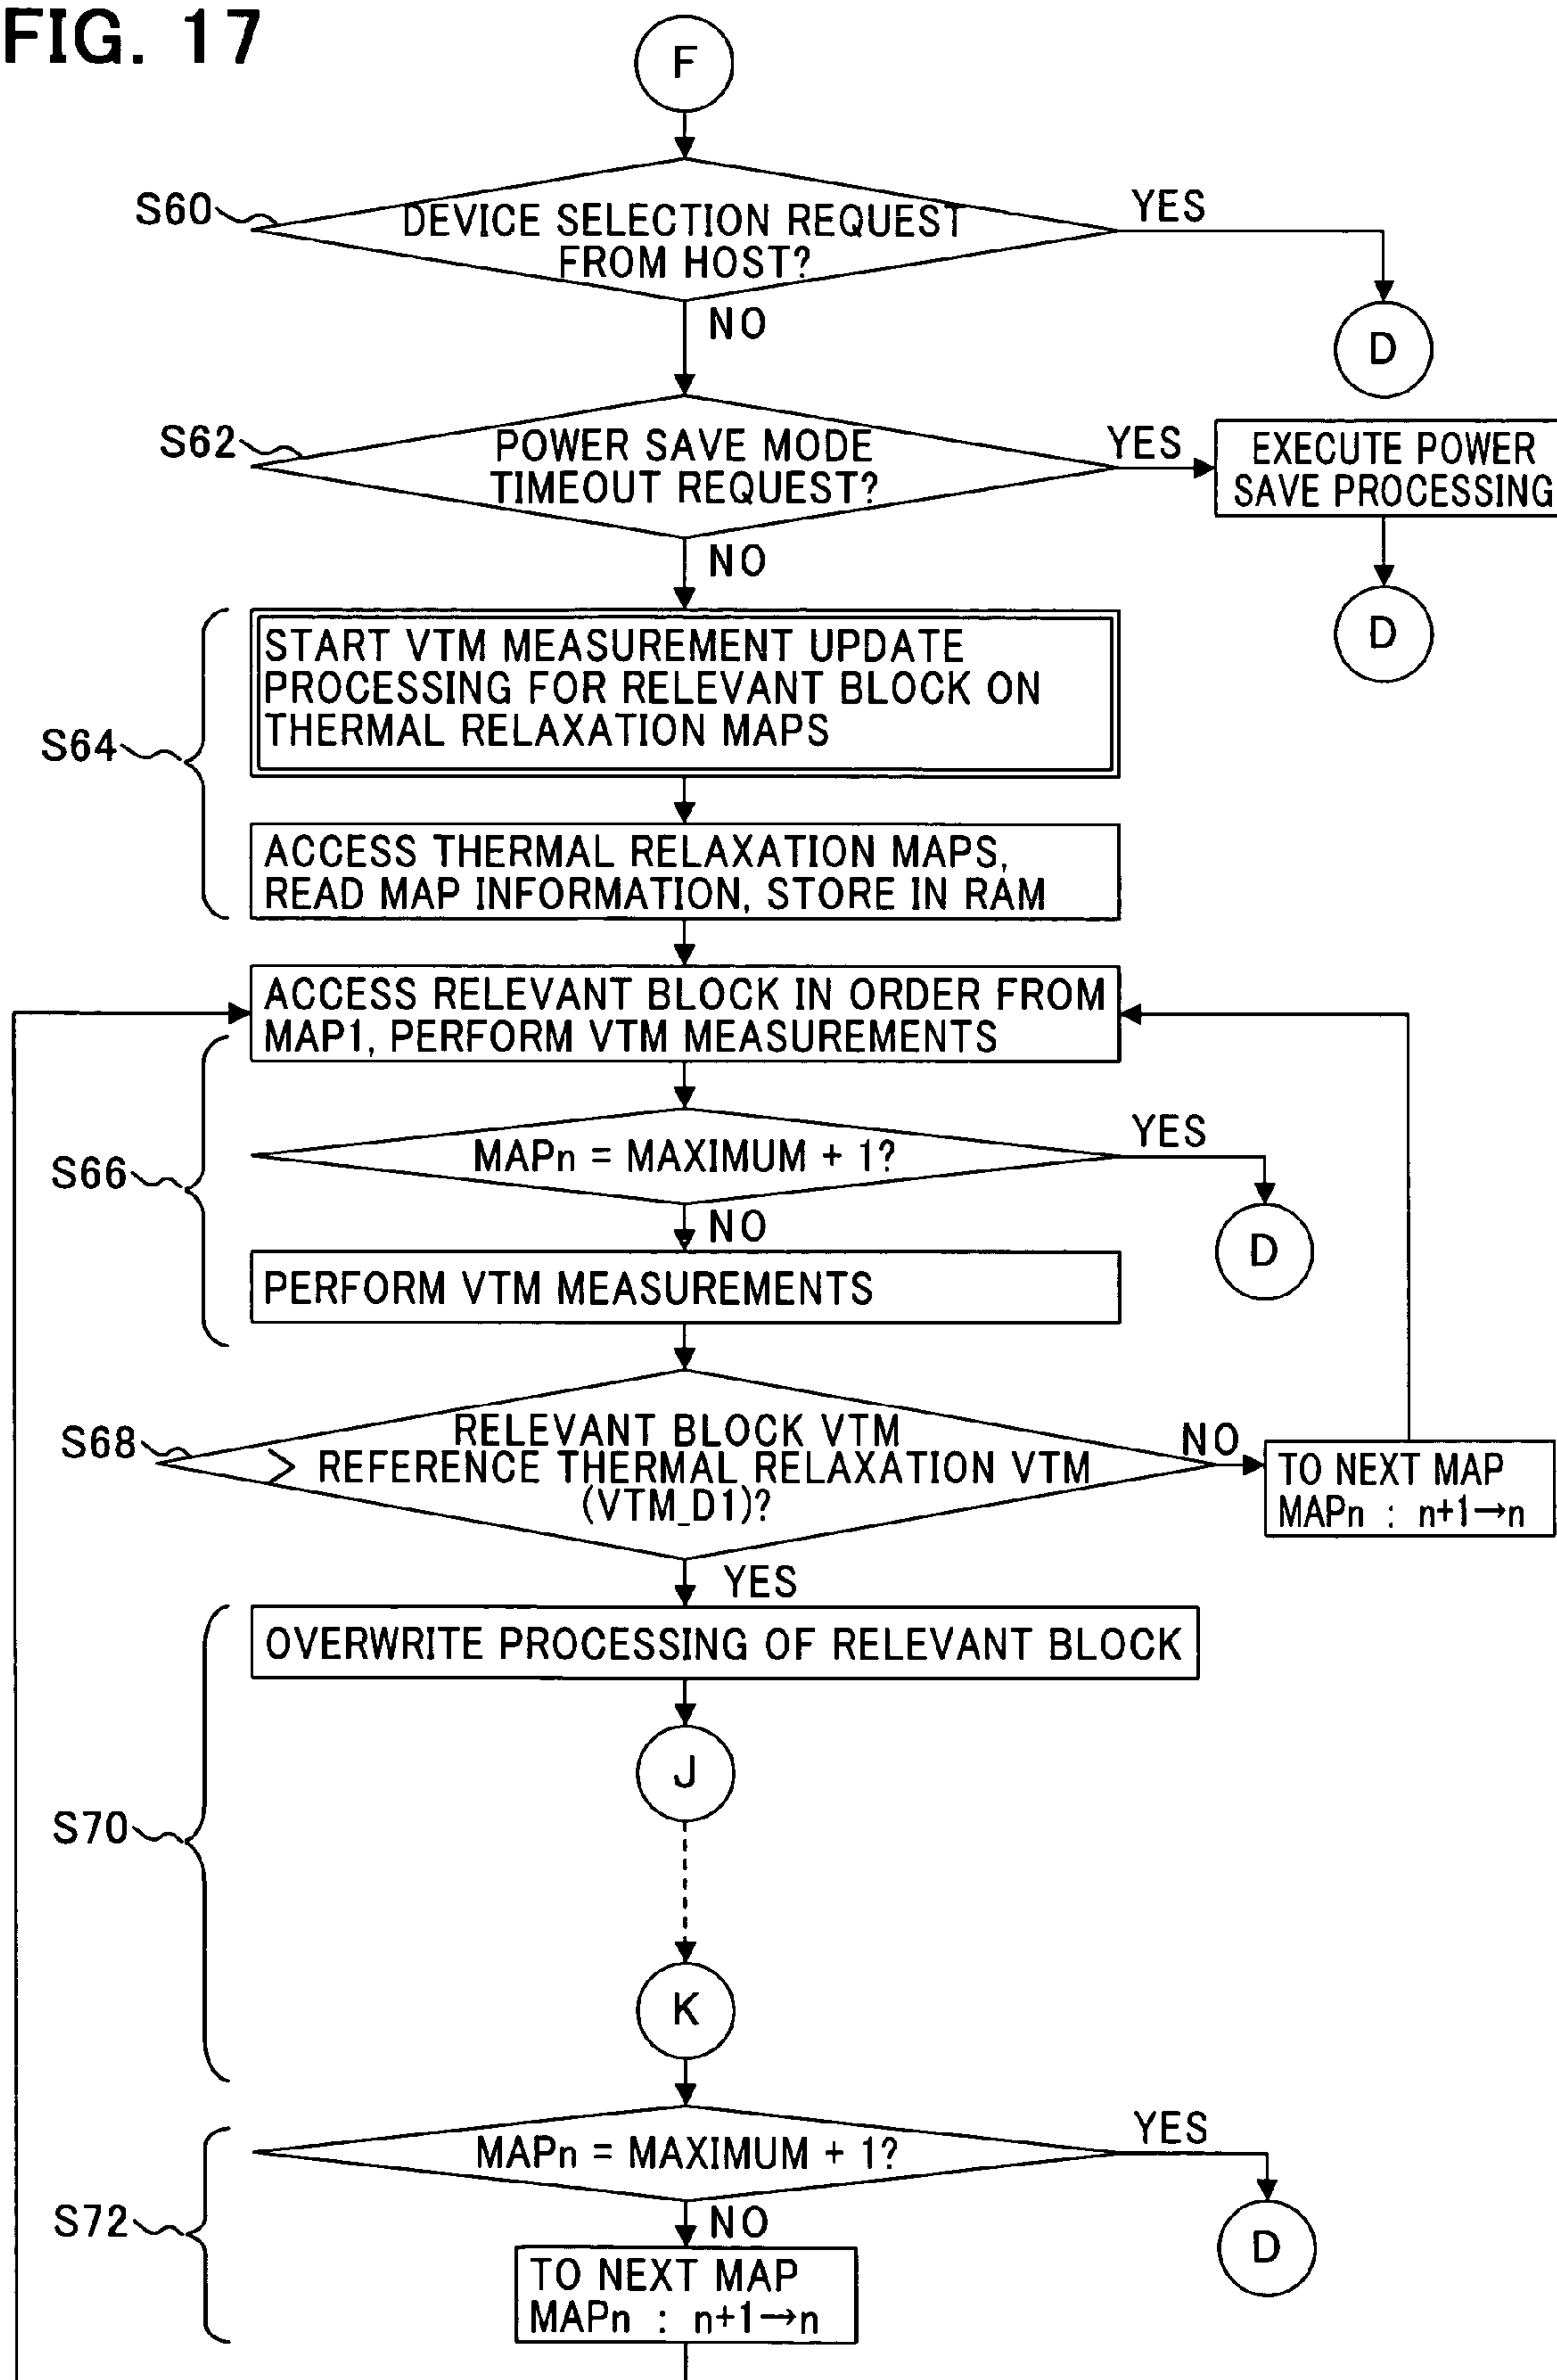 FIG. 17
F
S60
DEVICE SELECTION REQUEST
FROM HOST?
YES
NO
D
S62
POWER SAVE MODE
TIMEOUT REQUEST?
YES
EXECUTE POWER
SAVE PROCESSING
NO
D
S64
START VTM MEASUREMENT UPDATE
PROCESSING FOR RELEVANT BLOCK ON
THERMAL RELAXATION MAPS
ACCESS THERMAL RELAXATION MAPS,
READ MAP INFORMATION, STORE IN RAM
ACCESS RELEVANT BLOCK IN ORDER FROM
MAP1, PERFORM VTM MEASUREMENTS
S66
MAPn = MAXIMUM + 1?
YES
NO
D
PERFORM VTM MEASUREMENTS
S68
RELEVANT BLOCK VTM
> REFERENCE THERMAL RELAXATION VTM
(VTM_D1)?
NO
TO NEXT MAP
MAPn : n+1→n
YES
OVERWRITE PROCESSING OF RELEVANT BLOCK
J
S70
K
MAPn = MAXIMUM + 1?
YES
S72
NO
D
TO NEXT MAP
MAPn : n+1→n